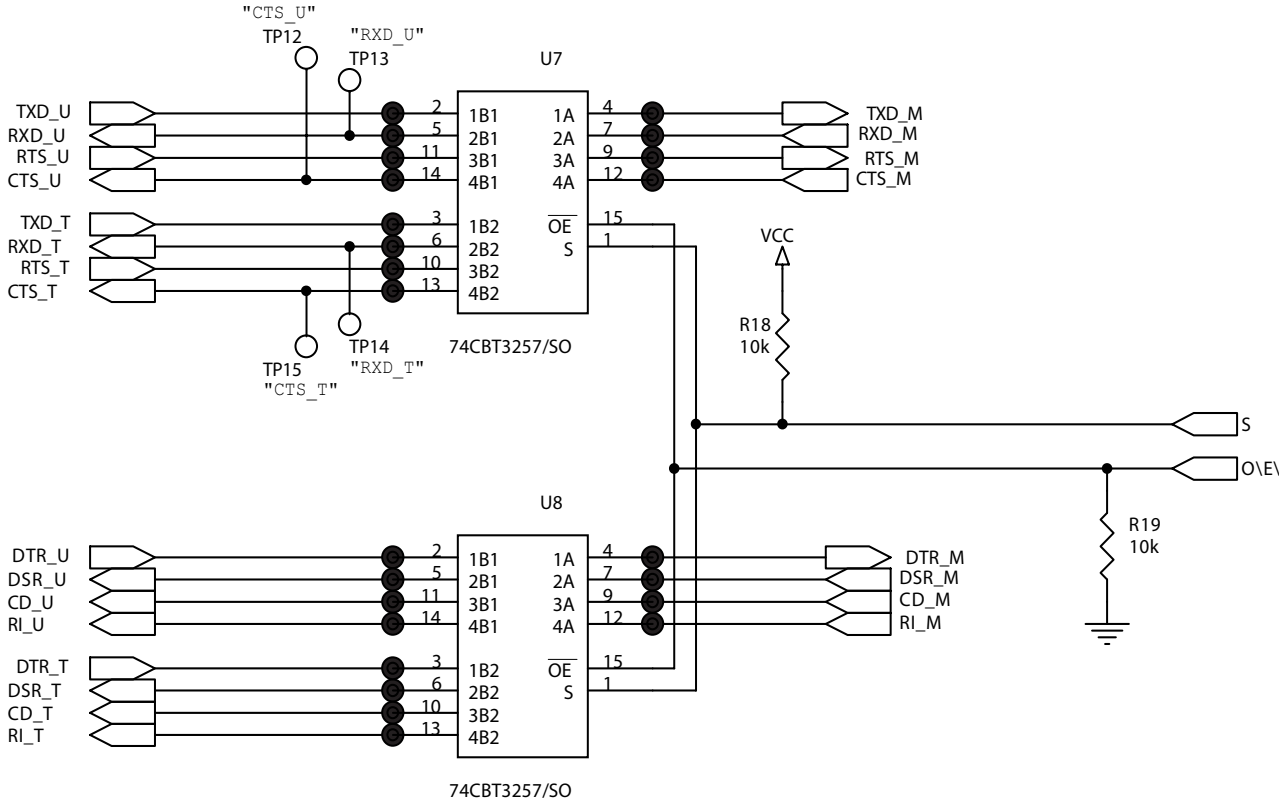 "CTS_U"
TP12
"RXD_U"
TP13
U7
TXD_U
RXD_U
RTS_U
CTS_U
TXD_T
RXD_T
RTS_T
CTS_T
2
5
11
14
3
6
10
13
1B1
2B1
3B1
4B1
1B2
2B2
3B2
4B2
1A
2A
3A
4A
OE
S
4
7
9
12
15
1
TXD_M
RXD_M
RTS_M
CTS_M
TP15
"CTS_T"
TP14
"RXD_T"
74CBT3257/SO
VCC
R18
10k
S
O\E\
R19
10k
U8
DTR_U
DSR_U
CD_U
RI_U
DTR_T
DSR_T
CD_T
RI_T
2
5
11
14
3
6
10
13
1B1
2B1
3B1
4B1
1B2
2B2
3B2
4B2
1A
2A
3A
4A
OE
S
4
7
9
12
15
1
DTR_M
DSR_M
CD_M
RI_M
74CBT3257/SO